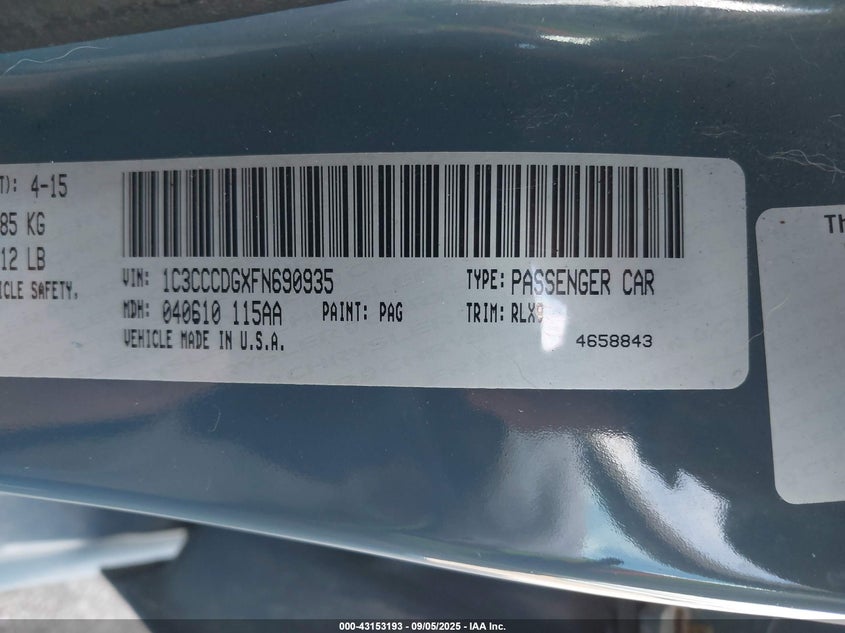 T): 4-15
85 KG
12 LB
ICLE SAFETY.
VIN: 1C3CCCDGXFN690935
TYPE: PASSENGER CAR
MDH: 040610 115AA
PAINT: PAG
TRIM: RLX9
VEHICLE MADE IN U.S.A.
4658843
TH
000-43153193 - 09/05/2025 - IAA Inc.